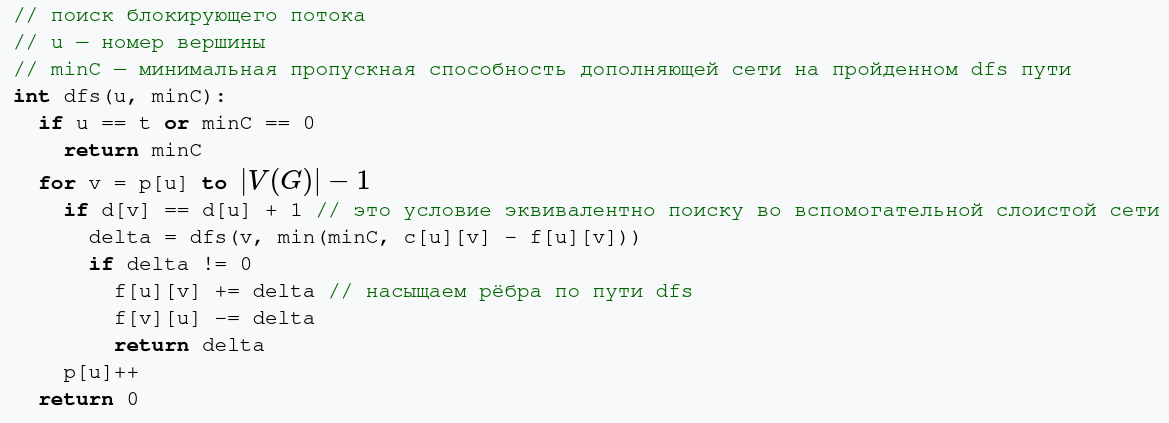 // поиск блокирующего потока
// u — номер вершины
// minC — минимальная пропускная способность дополняющей сети на пройденном dfs пути
int dfs(u, minC):
  if u == t or minC == 0
    return minC
  for v = p[u] to |V(G)| − 1
    if d[v] == d[u] + 1 // это условие эквивалентно поиску во вспомогательной слоистой сети
      delta = dfs(v, min(minC, c[u][v] - f[u][v]))
      if delta != 0
        f[u][v] += delta // насыщаем рёбра по пути dfs
        f[v][u] -= delta
        return delta
    p[u]++
  return 0